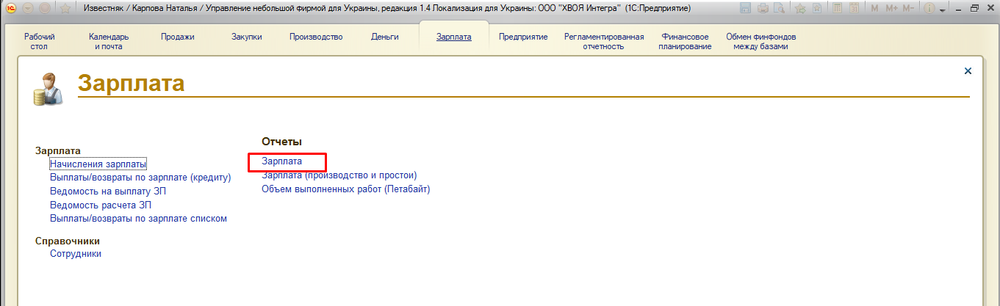 Известняк / Карпова Наталья / Управление небольшой фирмой для Украины, редакция 1.4 Локализация для Украины: ООО "ХВОЯ Интегра" (1С:Предприятие)
M M+ M-
Рабочий стол
Календарь и почта
Продажи
Закупки
Производство
Деньги
Зарплата
Предприятие
Регламентированная отчетность
Финансовое планирование
Обмен финфондов между базами
Зарплата
Зарплата
Начисления зарплаты
Выплаты/возвраты по зарплате (кредиту)
Ведомость на выплату ЗП
Ведомость расчета ЗП
Выплаты/возвраты по зарплате списком
Справочники
Сотрудники
Отчеты
Зарплата
Зарплата (производство и простои)
Объем выполненных работ (Петабайт)